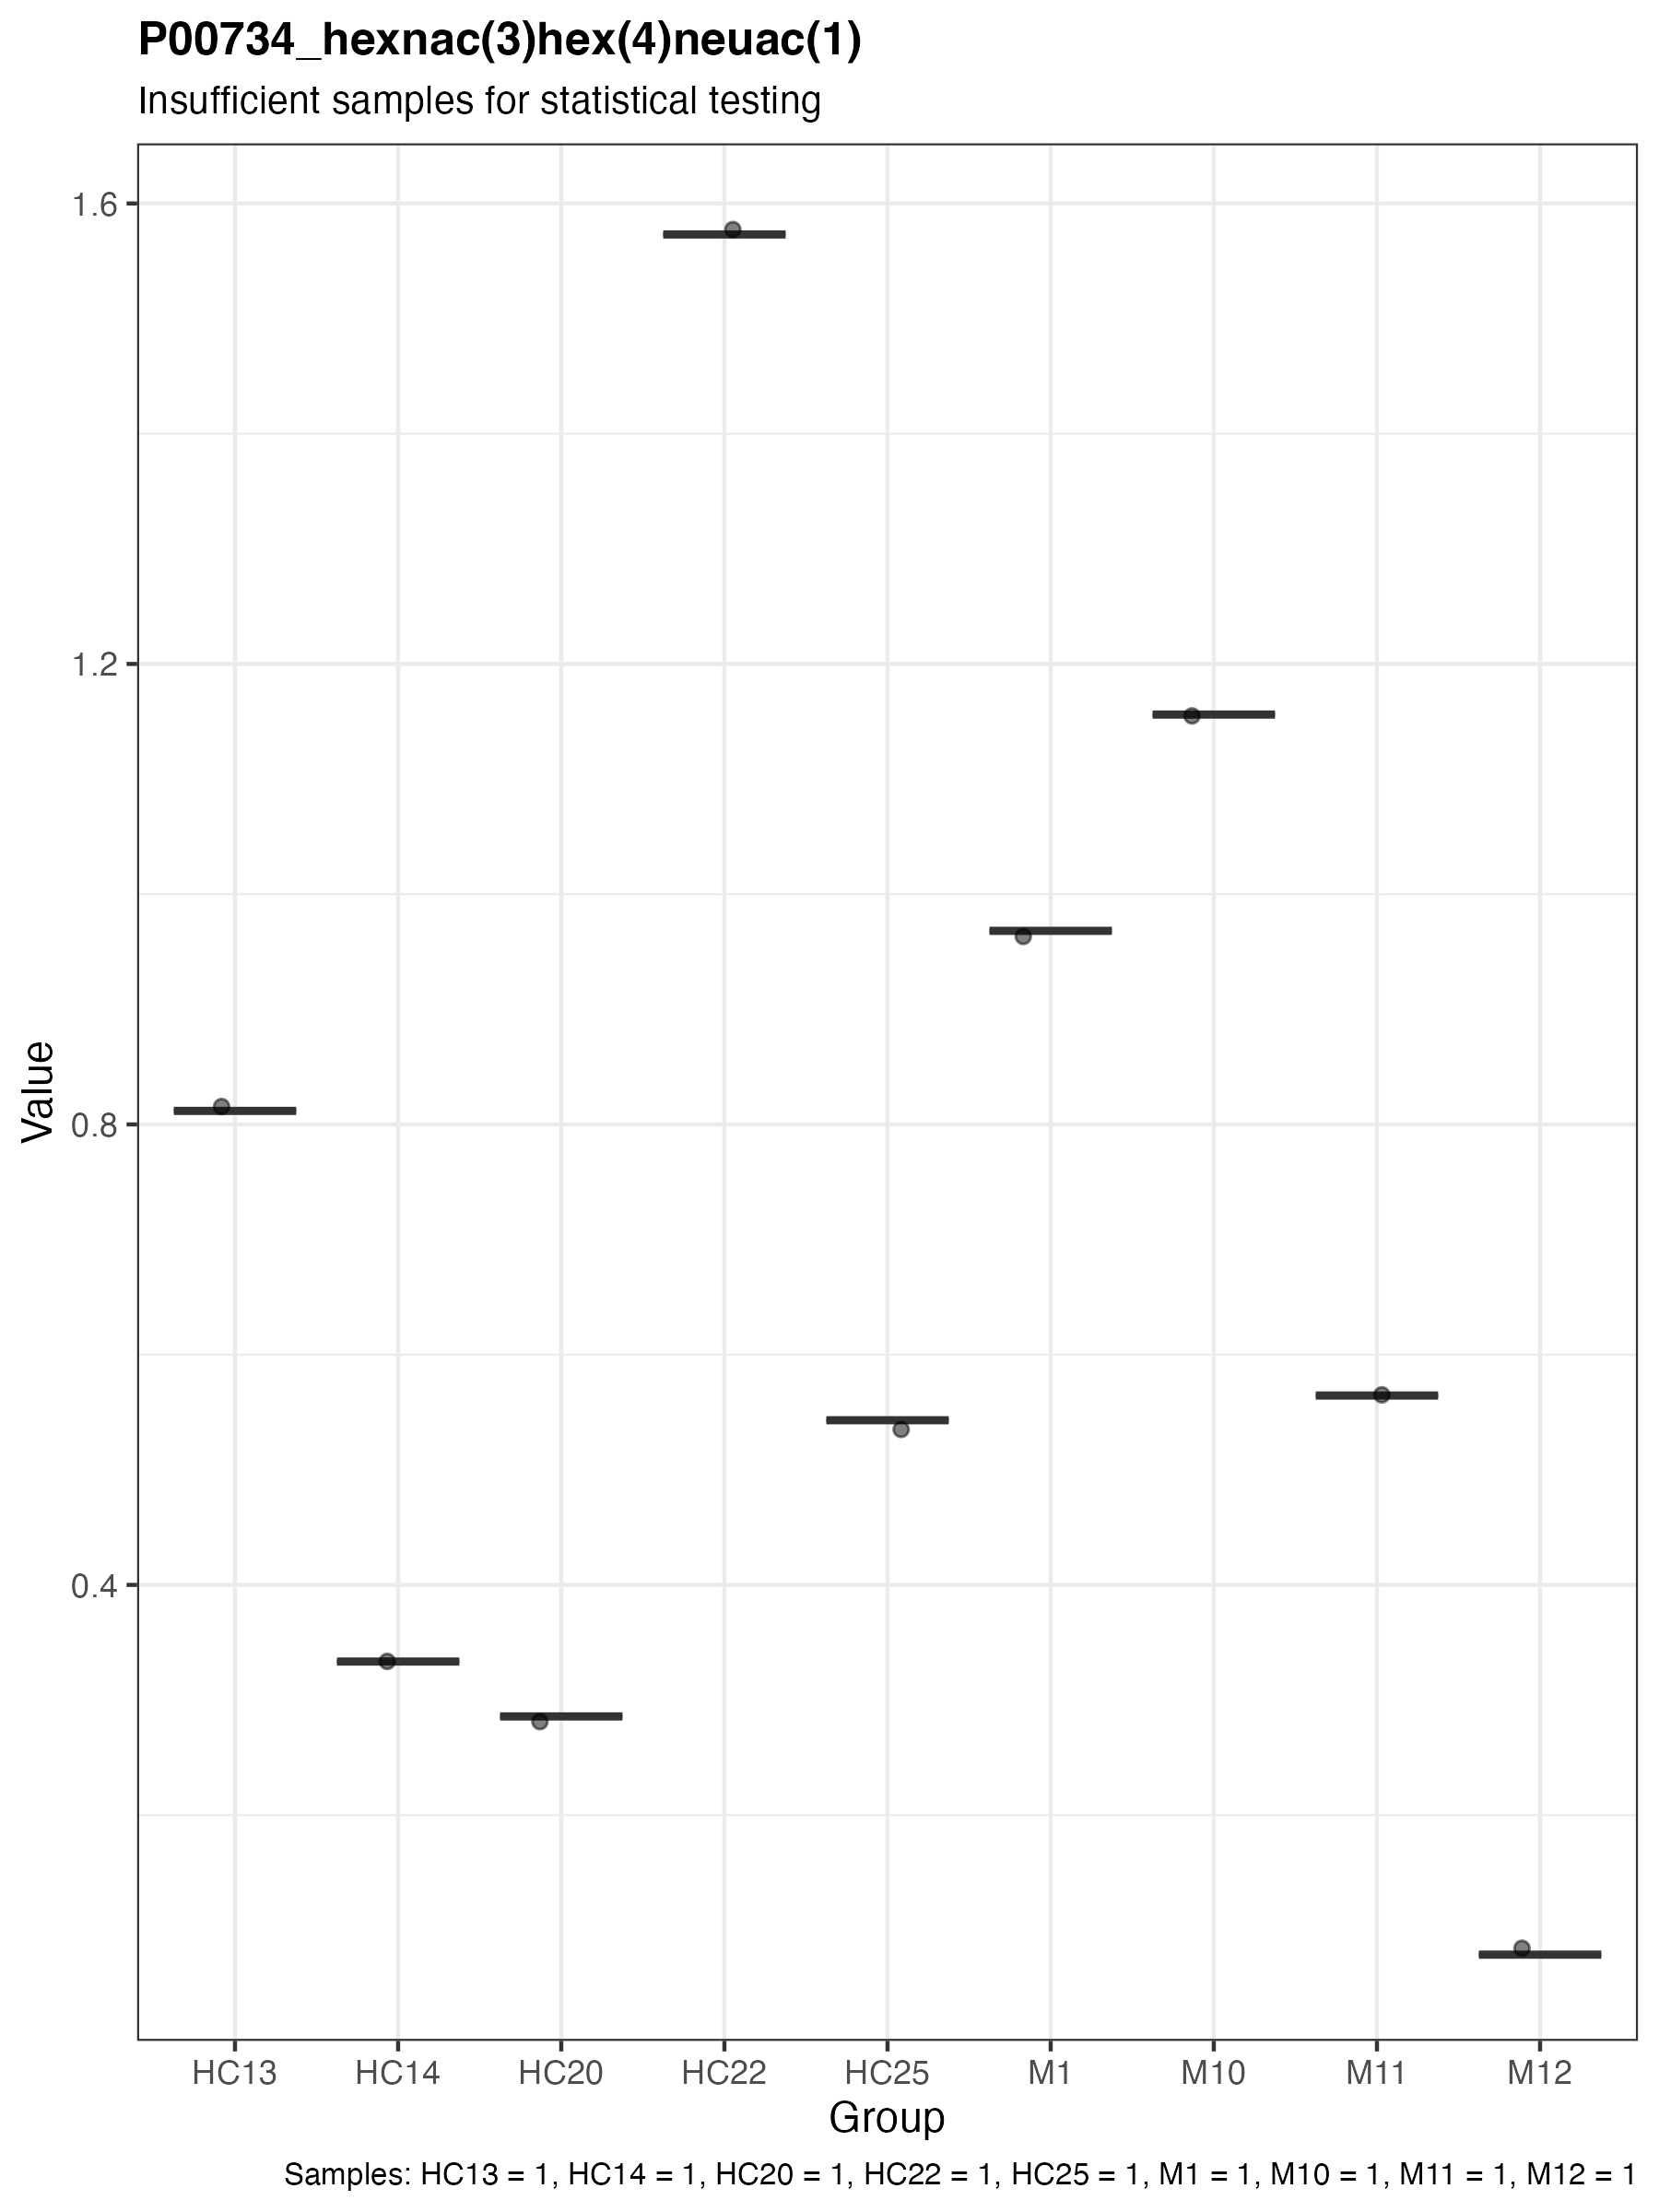 P00734_hexnac(3)hex(4)neuac(1)
Insufficient samples for statistical testing
1.6
1.2
0.8
0.4
Value
HC13 HC14 HC20 HC22 HC25 M1 M10 M11 M12
Group
Samples: HC13 = 1, HC14 = 1, HC20 = 1, HC22 = 1, HC25 = 1, M1 = 1, M10 = 1, M11 = 1, M12 = 1